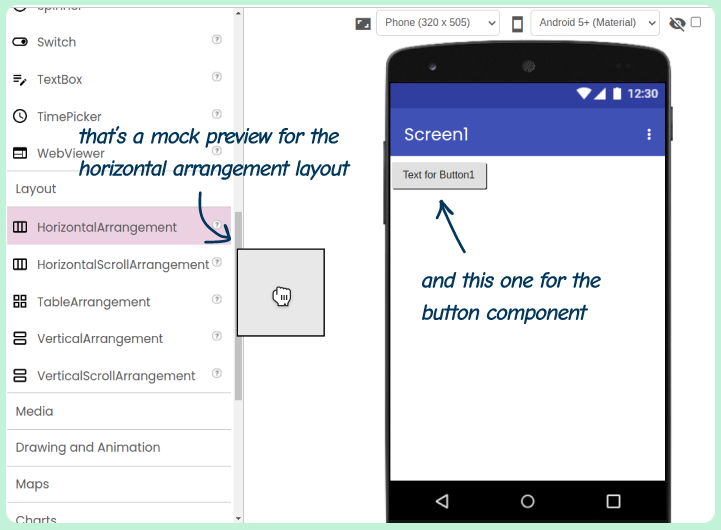 Spinner
Switch
TextBox
TimePicker
WebViewer
Layout
HorizontalArrangement
HorizontalScrollArrangement
TableArrangement
VerticalArrangement
VerticalScrollArrangement
Media
Drawing and Animation
Maps
Charts
that's a mock preview for the
horizontal arrangement layout
Phone (320 x 505)
Android 5+ (Material)
12:30
Screen1
Text for Button1
and this one for the
button component